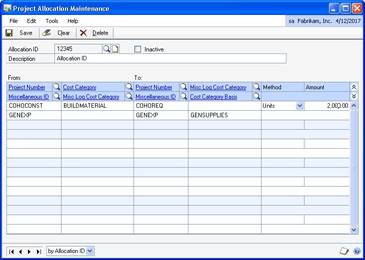 Project Allocation Maintenance
File Edit Tools Help sa Fabrikam, Inc. 4/12/2017
Save Clear Delete
Allocation ID 12345 Inactive
Description Allocation ID
From: To:
Project Number Cost Category Project Number Misc Log Cost Category Method Amount
Miscellaneous ID Misc Log Cost Category Miscellaneous ID Cost Category Basis
COHOCONST BUILDMATERIAL COHOREQ Units 2,002.00
GENEXP GENEXP GENSUPPLIES
by Allocation ID